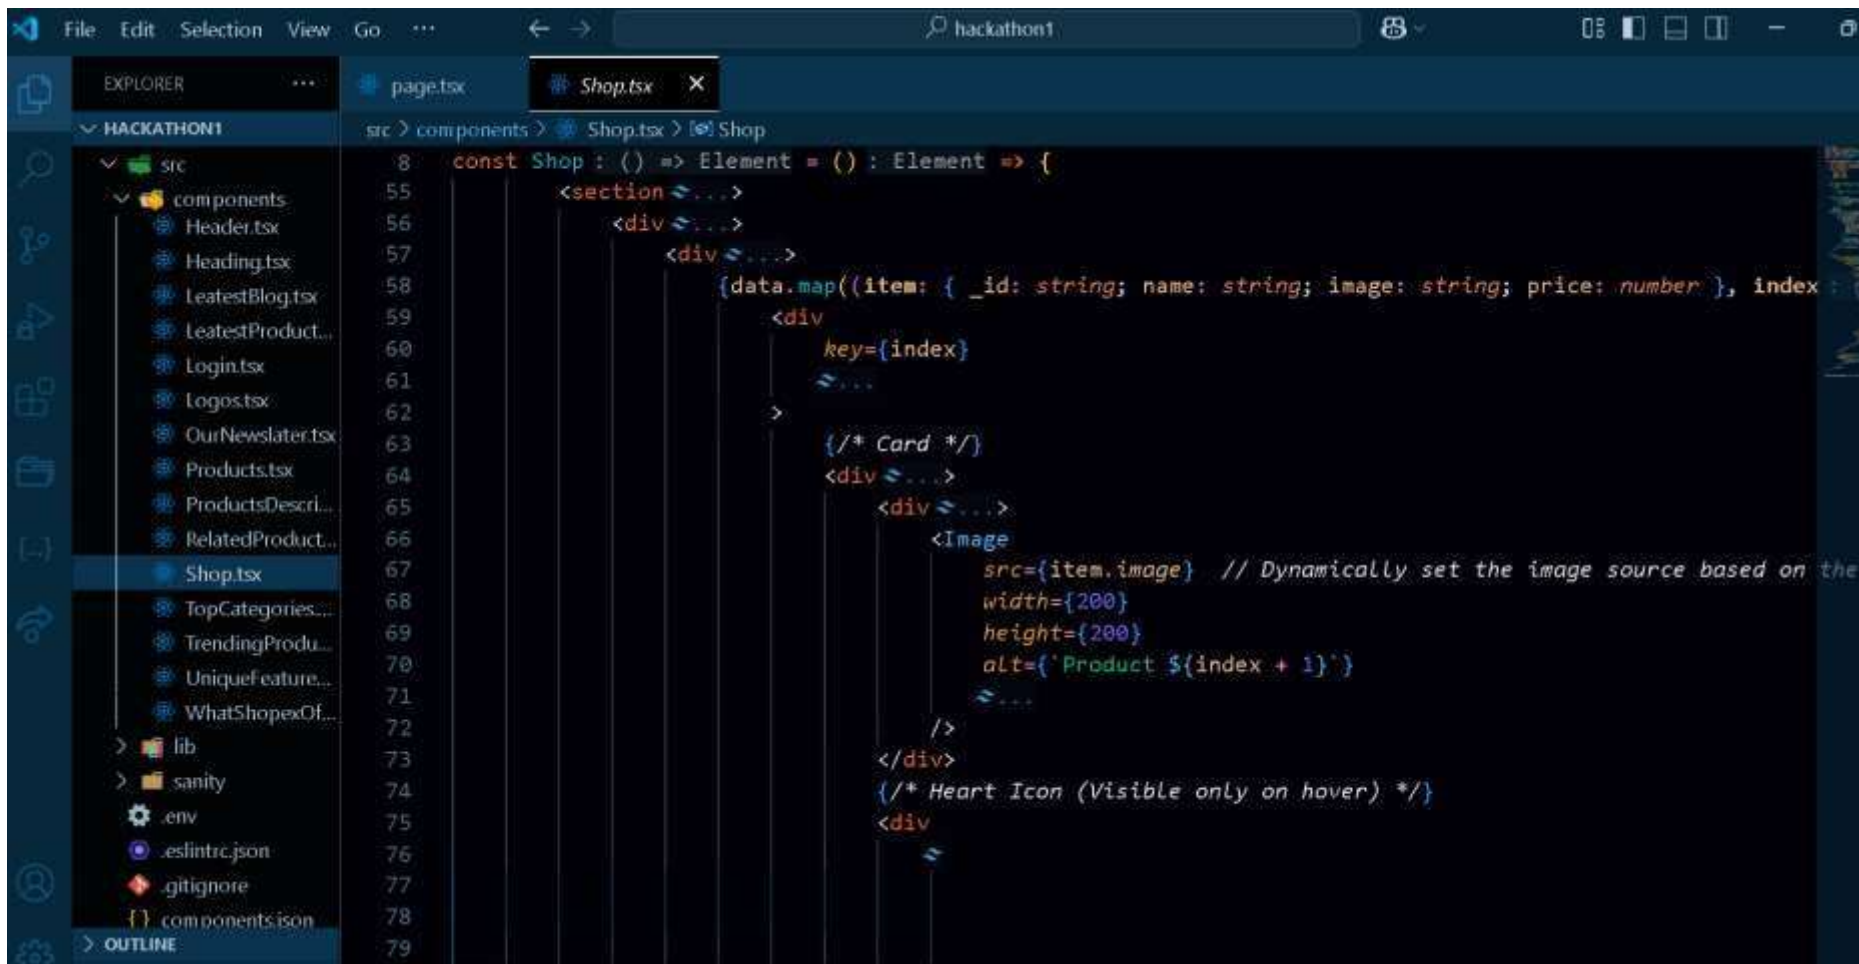 File Edit Selection View Go ... hackathon1
EXPLORER ...
HACKATHON1
src
components
Header.tsx
Heading.tsx
LeatestBlog.tsx
LeatestProduct...
Login.tsx
Logos.tsx
OurNewslater.tsx
Products.tsx
ProductsDescri...
RelatedProduct...
Shop.tsx
TopCategories....
TrendingProdu...
UniqueFeature...
WhatShopexOf...
lib
sanity
.env
.eslintrc.json
.gitignore
{} components.json
OUTLINE
page.tsx Shop.tsx
src > components > Shop.tsx > Shop
8 const Shop : () => Element = () : Element => {
55 <section ...>
56 <div ...>
57 <div ...>
58 {data.map((item: { _id: string; name: string; image: string; price: number }, index :
59 <div
60 key={index}
61 ...
62 >
63 {/* Card */}
64 <div ...>
65 <div ...>
66 <Image
67 src={item.image} // Dynamically set the image source based on the
68 width={200}
69 height={200}
70 alt={`Product ${index + 1}`}
71 ...
72 />
73 </div>
74 {/* Heart Icon (Visible only on hover) */}
75 <div
76
77
78
79